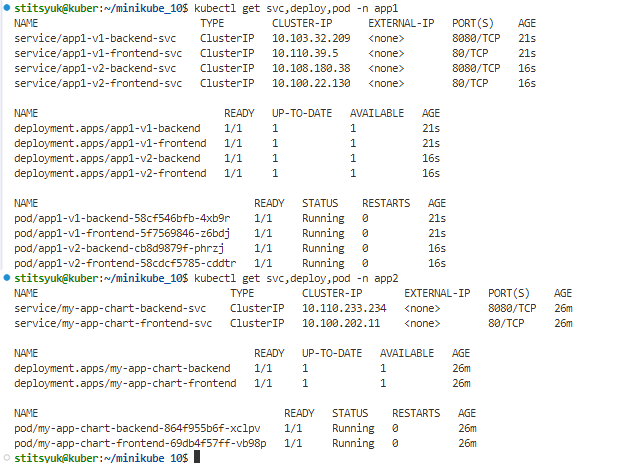 stitsyuk@kuber:~/minikube_10$ kubectl get svc,deploy,pod -n app1
NAME TYPE CLUSTER-IP EXTERNAL-IP PORT(S) AGE
service/app1-v1-backend-svc ClusterIP 10.103.32.209 <none> 8080/TCP 21s
service/app1-v1-frontend-svc ClusterIP 10.110.39.5 <none> 80/TCP 21s
service/app1-v2-backend-svc ClusterIP 10.108.180.38 <none> 8080/TCP 16s
service/app1-v2-frontend-svc ClusterIP 10.100.22.130 <none> 80/TCP 16s
NAME READY UP-TO-DATE AVAILABLE AGE
deployment.apps/app1-v1-backend 1/1 1 1 21s
deployment.apps/app1-v1-frontend 1/1 1 1 21s
deployment.apps/app1-v2-backend 1/1 1 1 16s
deployment.apps/app1-v2-frontend 1/1 1 1 16s
NAME READY STATUS RESTARTS AGE
pod/app1-v1-backend-58cf546bfb-4xb9r 1/1 Running 0 21s
pod/app1-v1-frontend-5f7569846-z6bdj 1/1 Running 0 21s
pod/app1-v2-backend-cb8d9879f-phrzj 1/1 Running 0 16s
pod/app1-v2-frontend-58cdcf5785-cddtr 1/1 Running 0 16s
stitsyuk@kuber:~/minikube_10$ kubectl get svc,deploy,pod -n app2
NAME TYPE CLUSTER-IP EXTERNAL-IP PORT(S) AGE
service/my-app-chart-backend-svc ClusterIP 10.110.233.234 <none> 8080/TCP 26m
service/my-app-chart-frontend-svc ClusterIP 10.100.202.11 <none> 80/TCP 26m
NAME READY UP-TO-DATE AVAILABLE AGE
deployment.apps/my-app-chart-backend 1/1 1 1 26m
deployment.apps/my-app-chart-frontend 1/1 1 1 26m
NAME READY STATUS RESTARTS AGE
pod/my-app-chart-backend-864f955b6f-xc1pv 1/1 Running 0 26m
pod/my-app-chart-frontend-69db4f57ff-vb98p 1/1 Running 0 26m
stitsyuk@kuber:~/minikube_10$